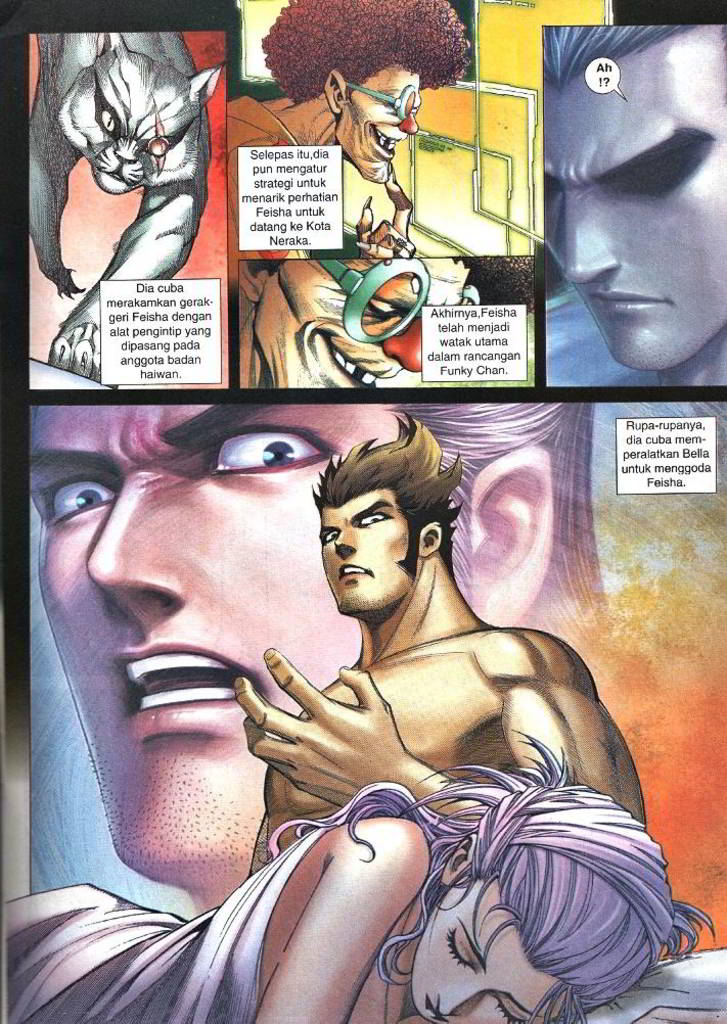 Dia cuba
merakamkan gerak-
geri Feisha dengan
alat pengintip yang
dipasang pada
anggota badan
haiwan.
Selepas itu,dia
pun mengatur
strategi untuk
menarik perhatian
Feisha untuk
datang ke Kota
Neraka.
Akhirnya,Feisha
telah menjadi
watak utama
dalam rancangan
Funky Chan.
Ah
!?
Rupa-rupanya,
dia cuba mem-
peralatkan Bella
untuk menggoda
Feisha.